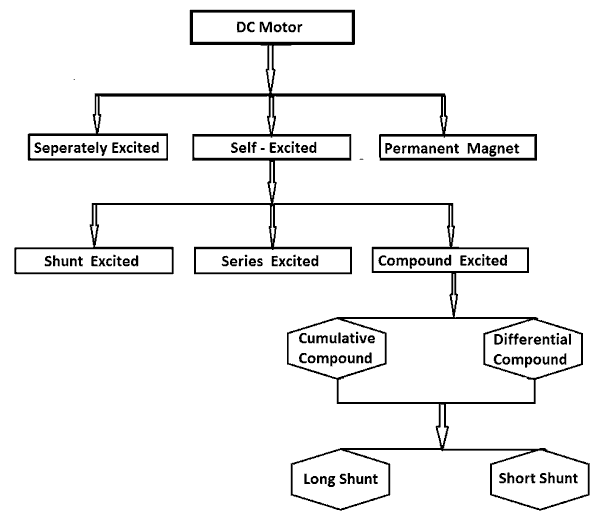 DC Motor
Seperately Excited
Self - Excited
Permanent Magnet
Shunt Excited
Series Excited
Compound Excited
Cumulative
Compound
Differential
Compound
Long Shunt
Short Shunt